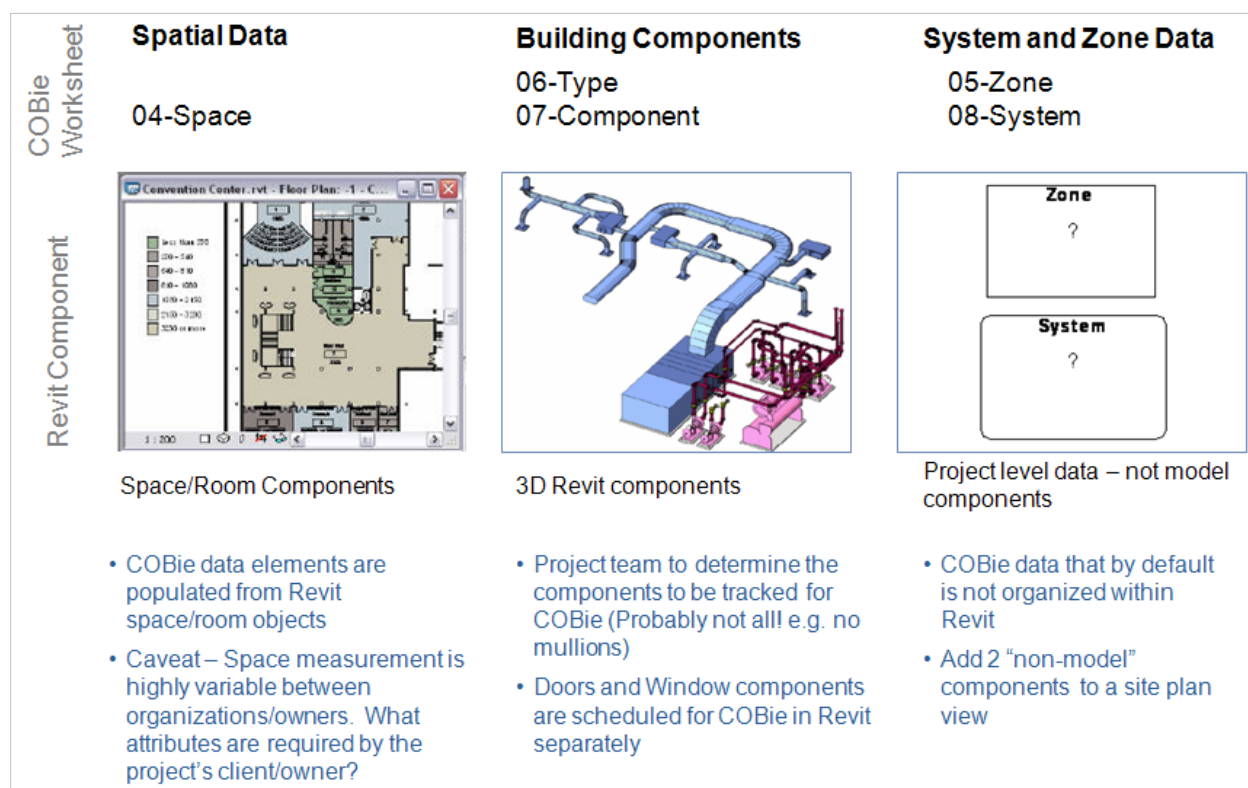 COBie
Worksheet
Spatial Data
04-Space
Building Components
06-Type
07-Component
System and Zone Data
05-Zone
08-System
Revit Component
Convention Center.rvt - Floor Plan: -1 - C...
1 : 200
Zone
?
System
?
Space/Room Components
3D Revit components
Project level data – not model
components
• COBie data elements are
populated from Revit
space/room objects
• Caveat – Space measurement is
highly variable between
organizations/owners. What
attributes are required by the
project's client/owner?
• Project team to determine the
components to be tracked for
COBie (Probably not all! e.g. no
mullions)
• Doors and Window components
are scheduled for COBie in Revit
separately
• COBie data that by default
is not organized within
Revit
• Add 2 “non-model”
components to a site plan
view